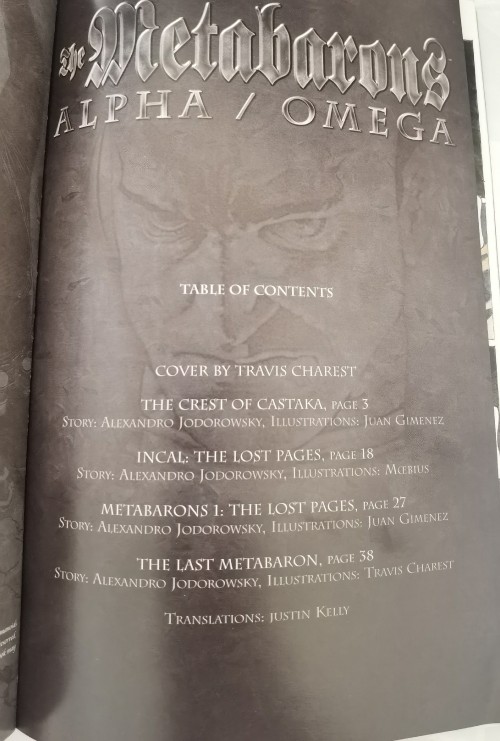 The Metabarons
ALPHA / OMEGA
TABLE OF CONTENTS
COVER BY TRAVIS CHAREST
THE CREST OF CASTAKA, PAGE 3
STORY: ALEXANDRO JODOROWSKY, ILLUSTRATIONS: JUAN GIMENEZ
INCAL: THE LOST PAGES, PAGE 18
STORY: ALEXANDRO JODOROWSKY, ILLUSTRATIONS: MŒBIUS
METABARONS 1: THE LOST PAGES, PAGE 27
STORY: ALEXANDRO JODOROWSKY, ILLUSTRATIONS: JUAN GIMENEZ
THE LAST METABARON, PAGE 38
STORY: ALEXANDRO JODOROWSKY, ILLUSTRATIONS: TRAVIS CHAREST
TRANSLATIONS: JUSTIN KELLY